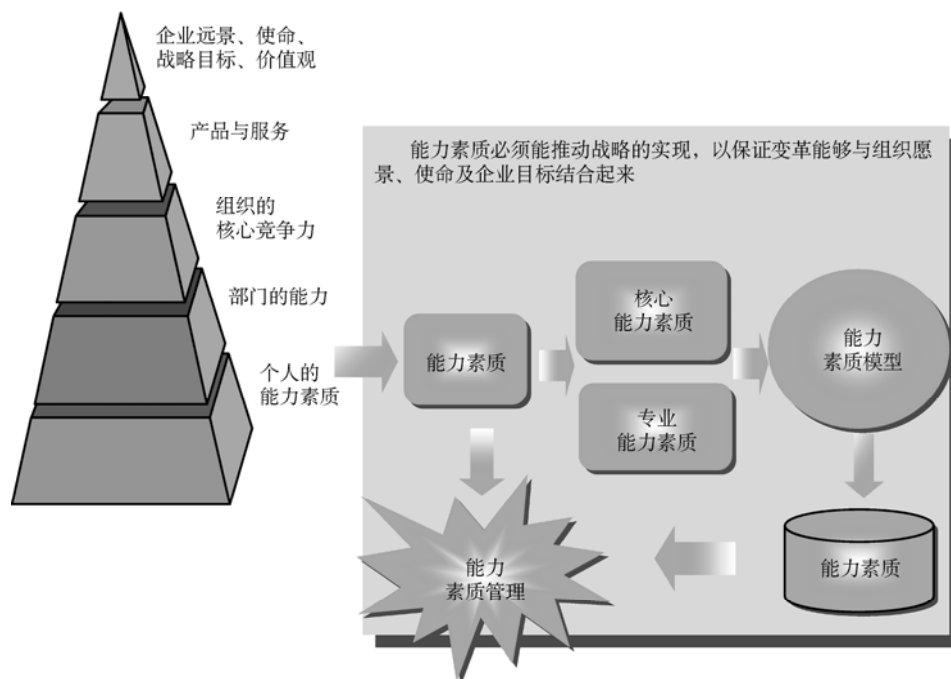 企业远景、使命、
战略目标、价值观
产品与服务
组织的
核心竞争力
部门的能力
个人的
能力素质
能力素质必须能推动战略的实现，以保证变革能够与组织愿
景、使命及企业目标结合起来
能力素质
核心
能力素质
专业
能力素质
能力
素质模型
能力素质
能力
素质管理